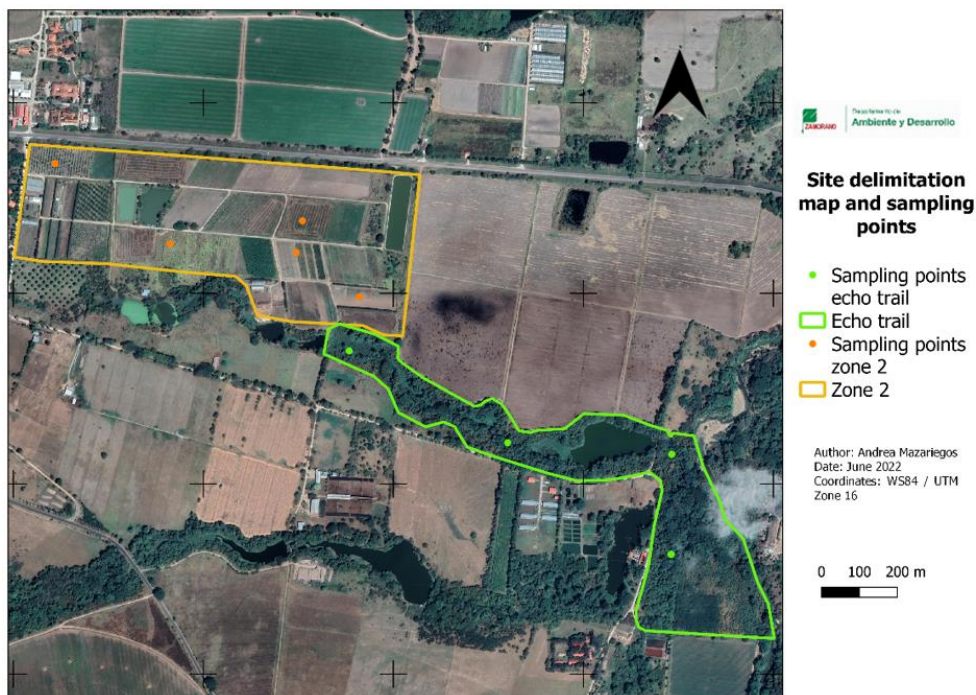 ZAMORANO
Departamento de
Ambiente y Desarrollo
Site delimitation
map and sampling
points
Sampling points
echo trail
Echo trail
Sampling points
zone 2
Zone 2
Author: Andrea Mazariegos
Date: June 2022
Coordinates: WS84 / UTM
Zone 16
0 100 200 m